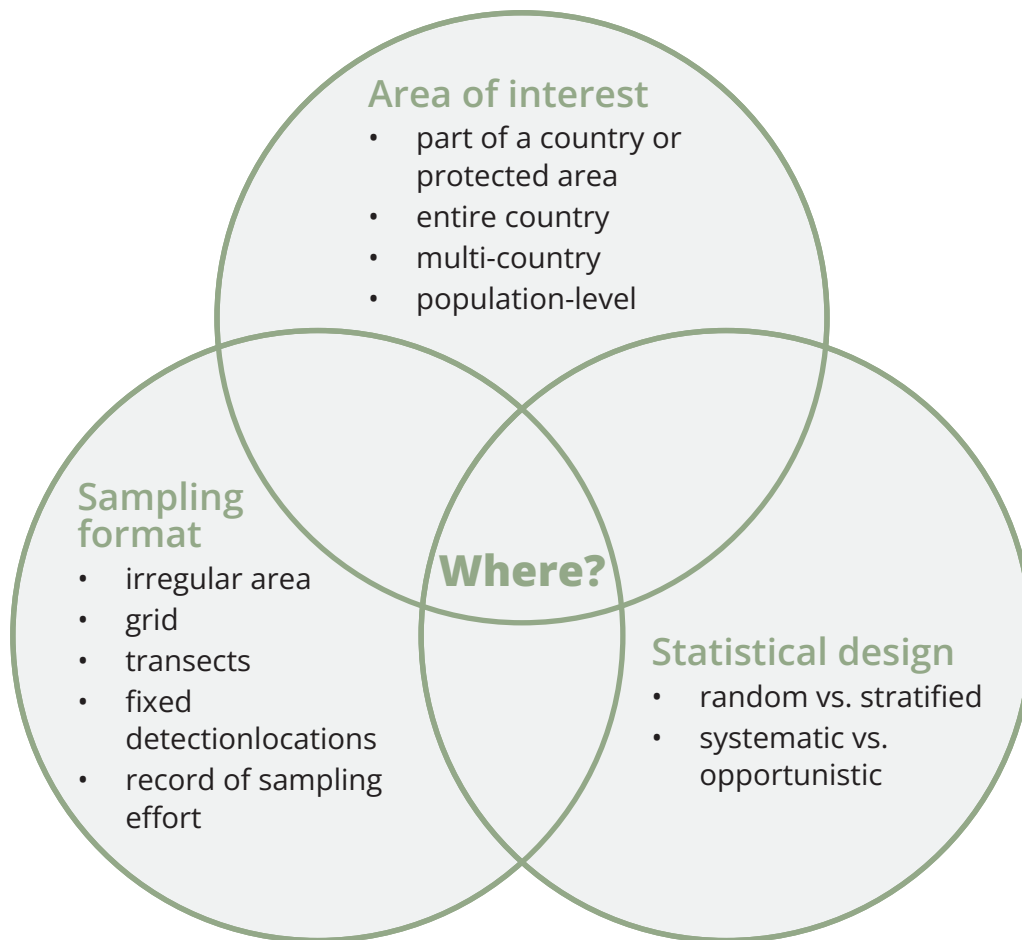 Area of interest
• part of a country or
protected area
• entire country
• multi-country
• population-level
Sampling
format
• irregular area
• grid
• transects
• fixed
detectionlocations
• record of sampling
effort
Where?
Statistical design
• random vs. stratified
• systematic vs.
opportunistic